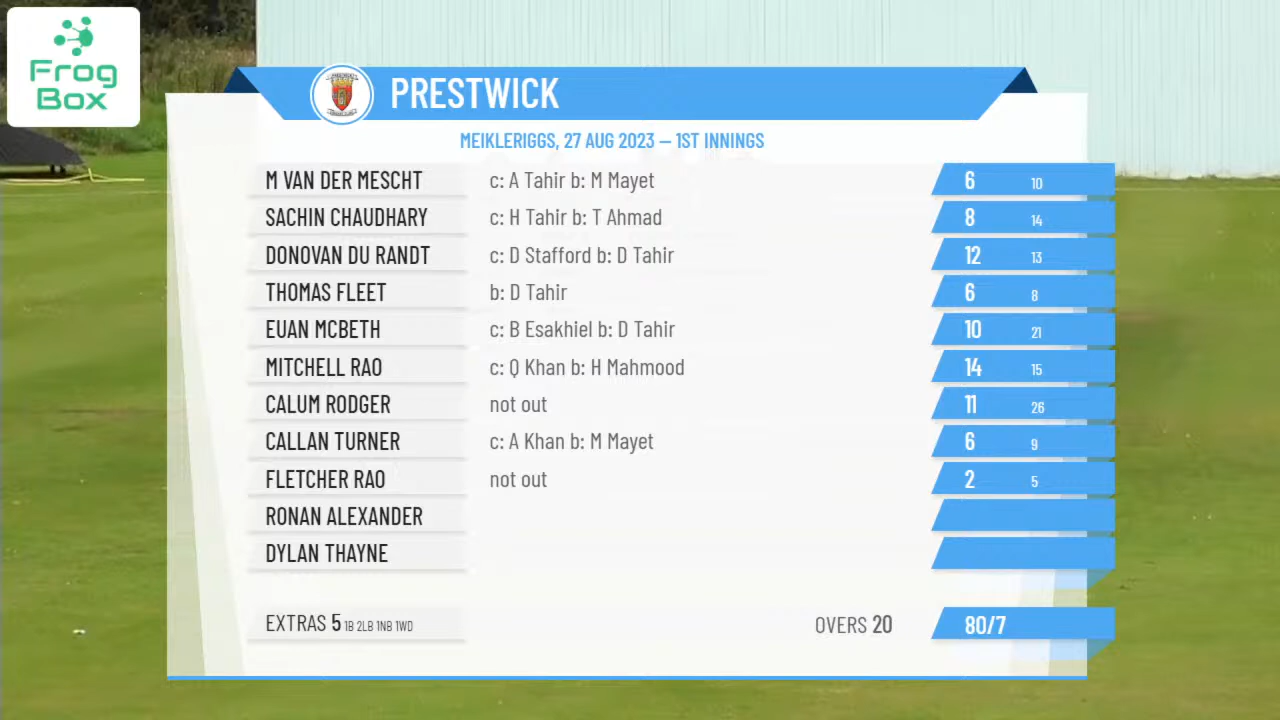 Frog
Box
PRESTWICK
MEIKLERIGGS, 27 AUG 2023 – 1ST INNINGS
M VAN DER MESCHT c: A Tahir b: M Mayet 6 10
SACHIN CHAUDHARY c: H Tahir b: T Ahmad 8 14
DONOVAN DU RANDT c: D Stafford b: D Tahir 12 13
THOMAS FLEET b: D Tahir 6 8
EUAN MCBETH c: B Esakhiel b: D Tahir 10 21
MITCHELL RAO c: Q Khan b: H Mahmood 14 15
CALUM RODGER not out 11 26
CALLAN TURNER c: A Khan b: M Mayet 6 9
FLETCHER RAO not out 2 5
RONAN ALEXANDER
DYLAN THAYNE
EXTRAS 5 1B 2LB 1NB 1WD OVERS 20 80/7